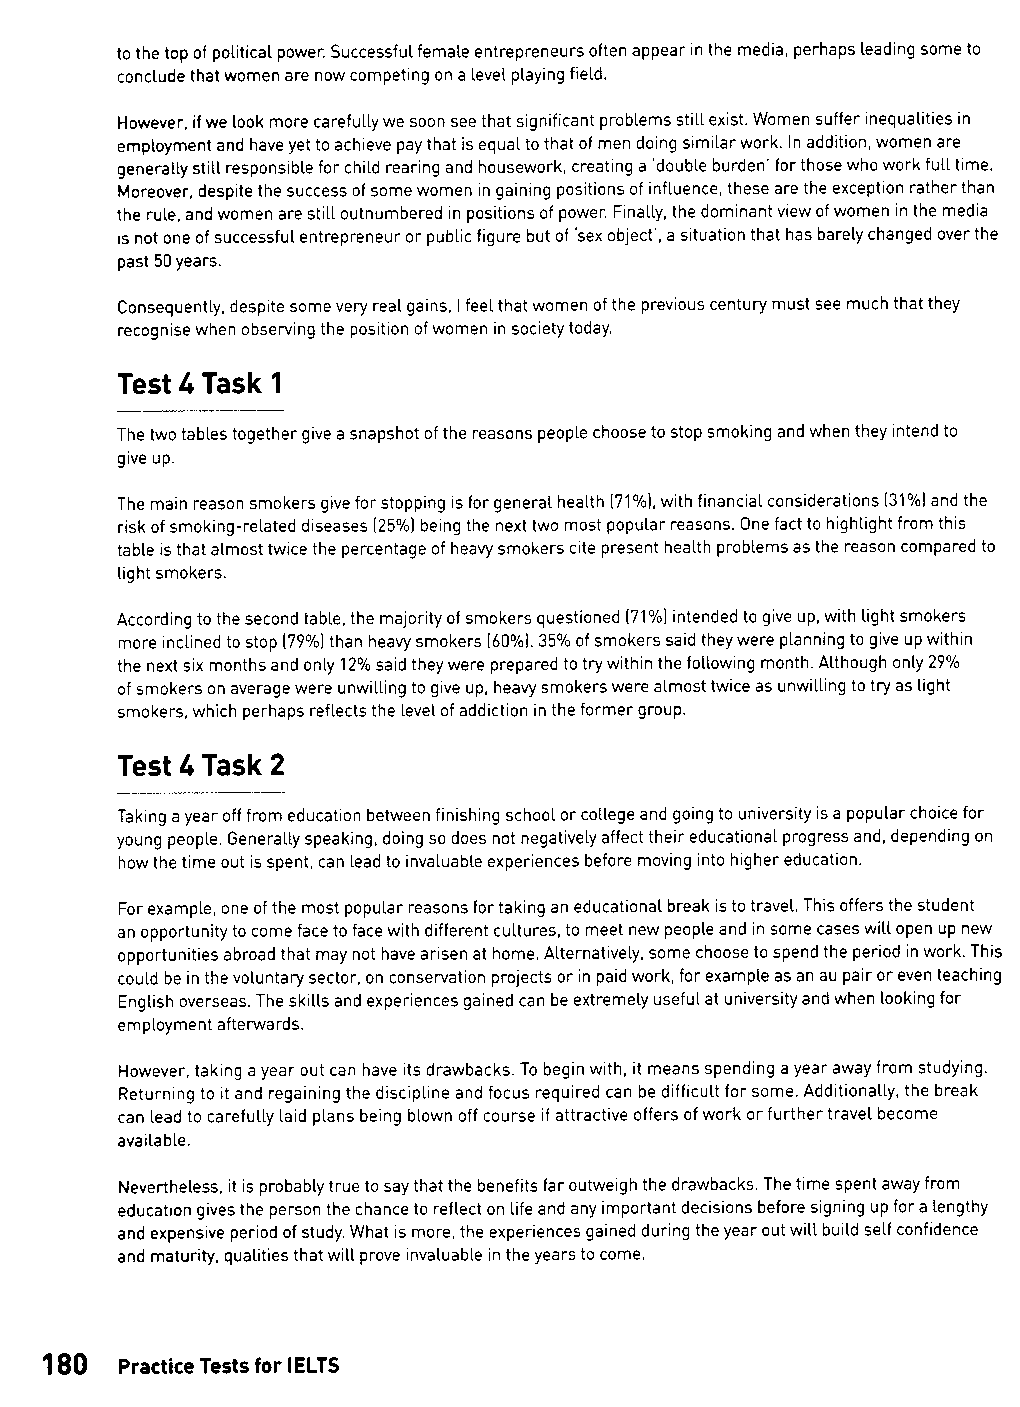 to the top of political power. Successful female entrepreneurs often appear in the media, perhaps leading some to
conclude that women are now competing on a level playing field.
However, if we look more carefully we soon see that significant problems still exist. Women suffer inequalities in
employment and have yet to achieve pay that is equal to that of men doing similar work. In addition, women are
generally still responsible for child rearing and housework, creating a 'double burden' for those who work full time.
Moreover, despite the success of some women in gaining positions of influence, these are the exception rather than
the rule, and women are still outnumbered in positions of power. Finally, the dominant view of women in the media
is not one of successful entrepreneur or public figure but of 'sex object', a situation that has barely changed over the
past 50 years.
Consequently, despite some very real gains, I feel that women of the previous century must see much that they
recognise when observing the position of women in society today.
Test 4 Task 1
The two tables together give a snapshot of the reasons people choose to stop smoking and when they intend to
give up.
The main reason smokers give for stopping is for general health (71%), with financial considerations (31%) and the
risk of smoking-related diseases (25%) being the next two most popular reasons. One fact to highlight from this
table is that almost twice the percentage of heavy smokers cite present health problems as the reason compared to
light smokers.
According to the second table, the majority of smokers questioned (71%) intended to give up, with light smokers
more inclined to stop (79%) than heavy smokers (60%). 35% of smokers said they were planning to give up within
the next six months and only 12% said they were prepared to try within the following month. Although only 29%
of smokers on average were unwilling to give up, heavy smokers were almost twice as unwilling to try as light
smokers, which perhaps reflects the level of addiction in the former group.
Test 4 Task 2
Taking a year off from education between finishing school or college and going to university is a popular choice for
young people. Generally speaking, doing so does not negatively affect their educational progress and, depending on
how the time out is spent, can lead to invaluable experiences before moving into higher education.
For example, one of the most popular reasons for taking an educational break is to travel. This offers the student
an opportunity to come face to face with different cultures, to meet new people and in some cases will open up new
opportunities abroad that may not have arisen at home. Alternatively, some choose to spend the period in work. This
could be in the voluntary sector, on conservation projects or in paid work, for example as an au pair or even teaching
English overseas. The skills and experiences gained can be extremely useful at university and when looking for
employment afterwards.
However, taking a year out can have its drawbacks. To begin with, it means spending a year away from studying.
Returning to it and regaining the discipline and focus required can be difficult for some. Additionally, the break
can lead to carefully laid plans being blown off course if attractive offers of work or further travel become
available.
Nevertheless, it is probably true to say that the benefits far outweigh the drawbacks. The time spent away from
education gives the person the chance to reflect on life and any important decisions before signing up for a lengthy
and expensive period of study. What is more, the experiences gained during the year out will build self confidence
and maturity, qualities that will prove invaluable in the years to come.
180 Practice Tests for IELTS